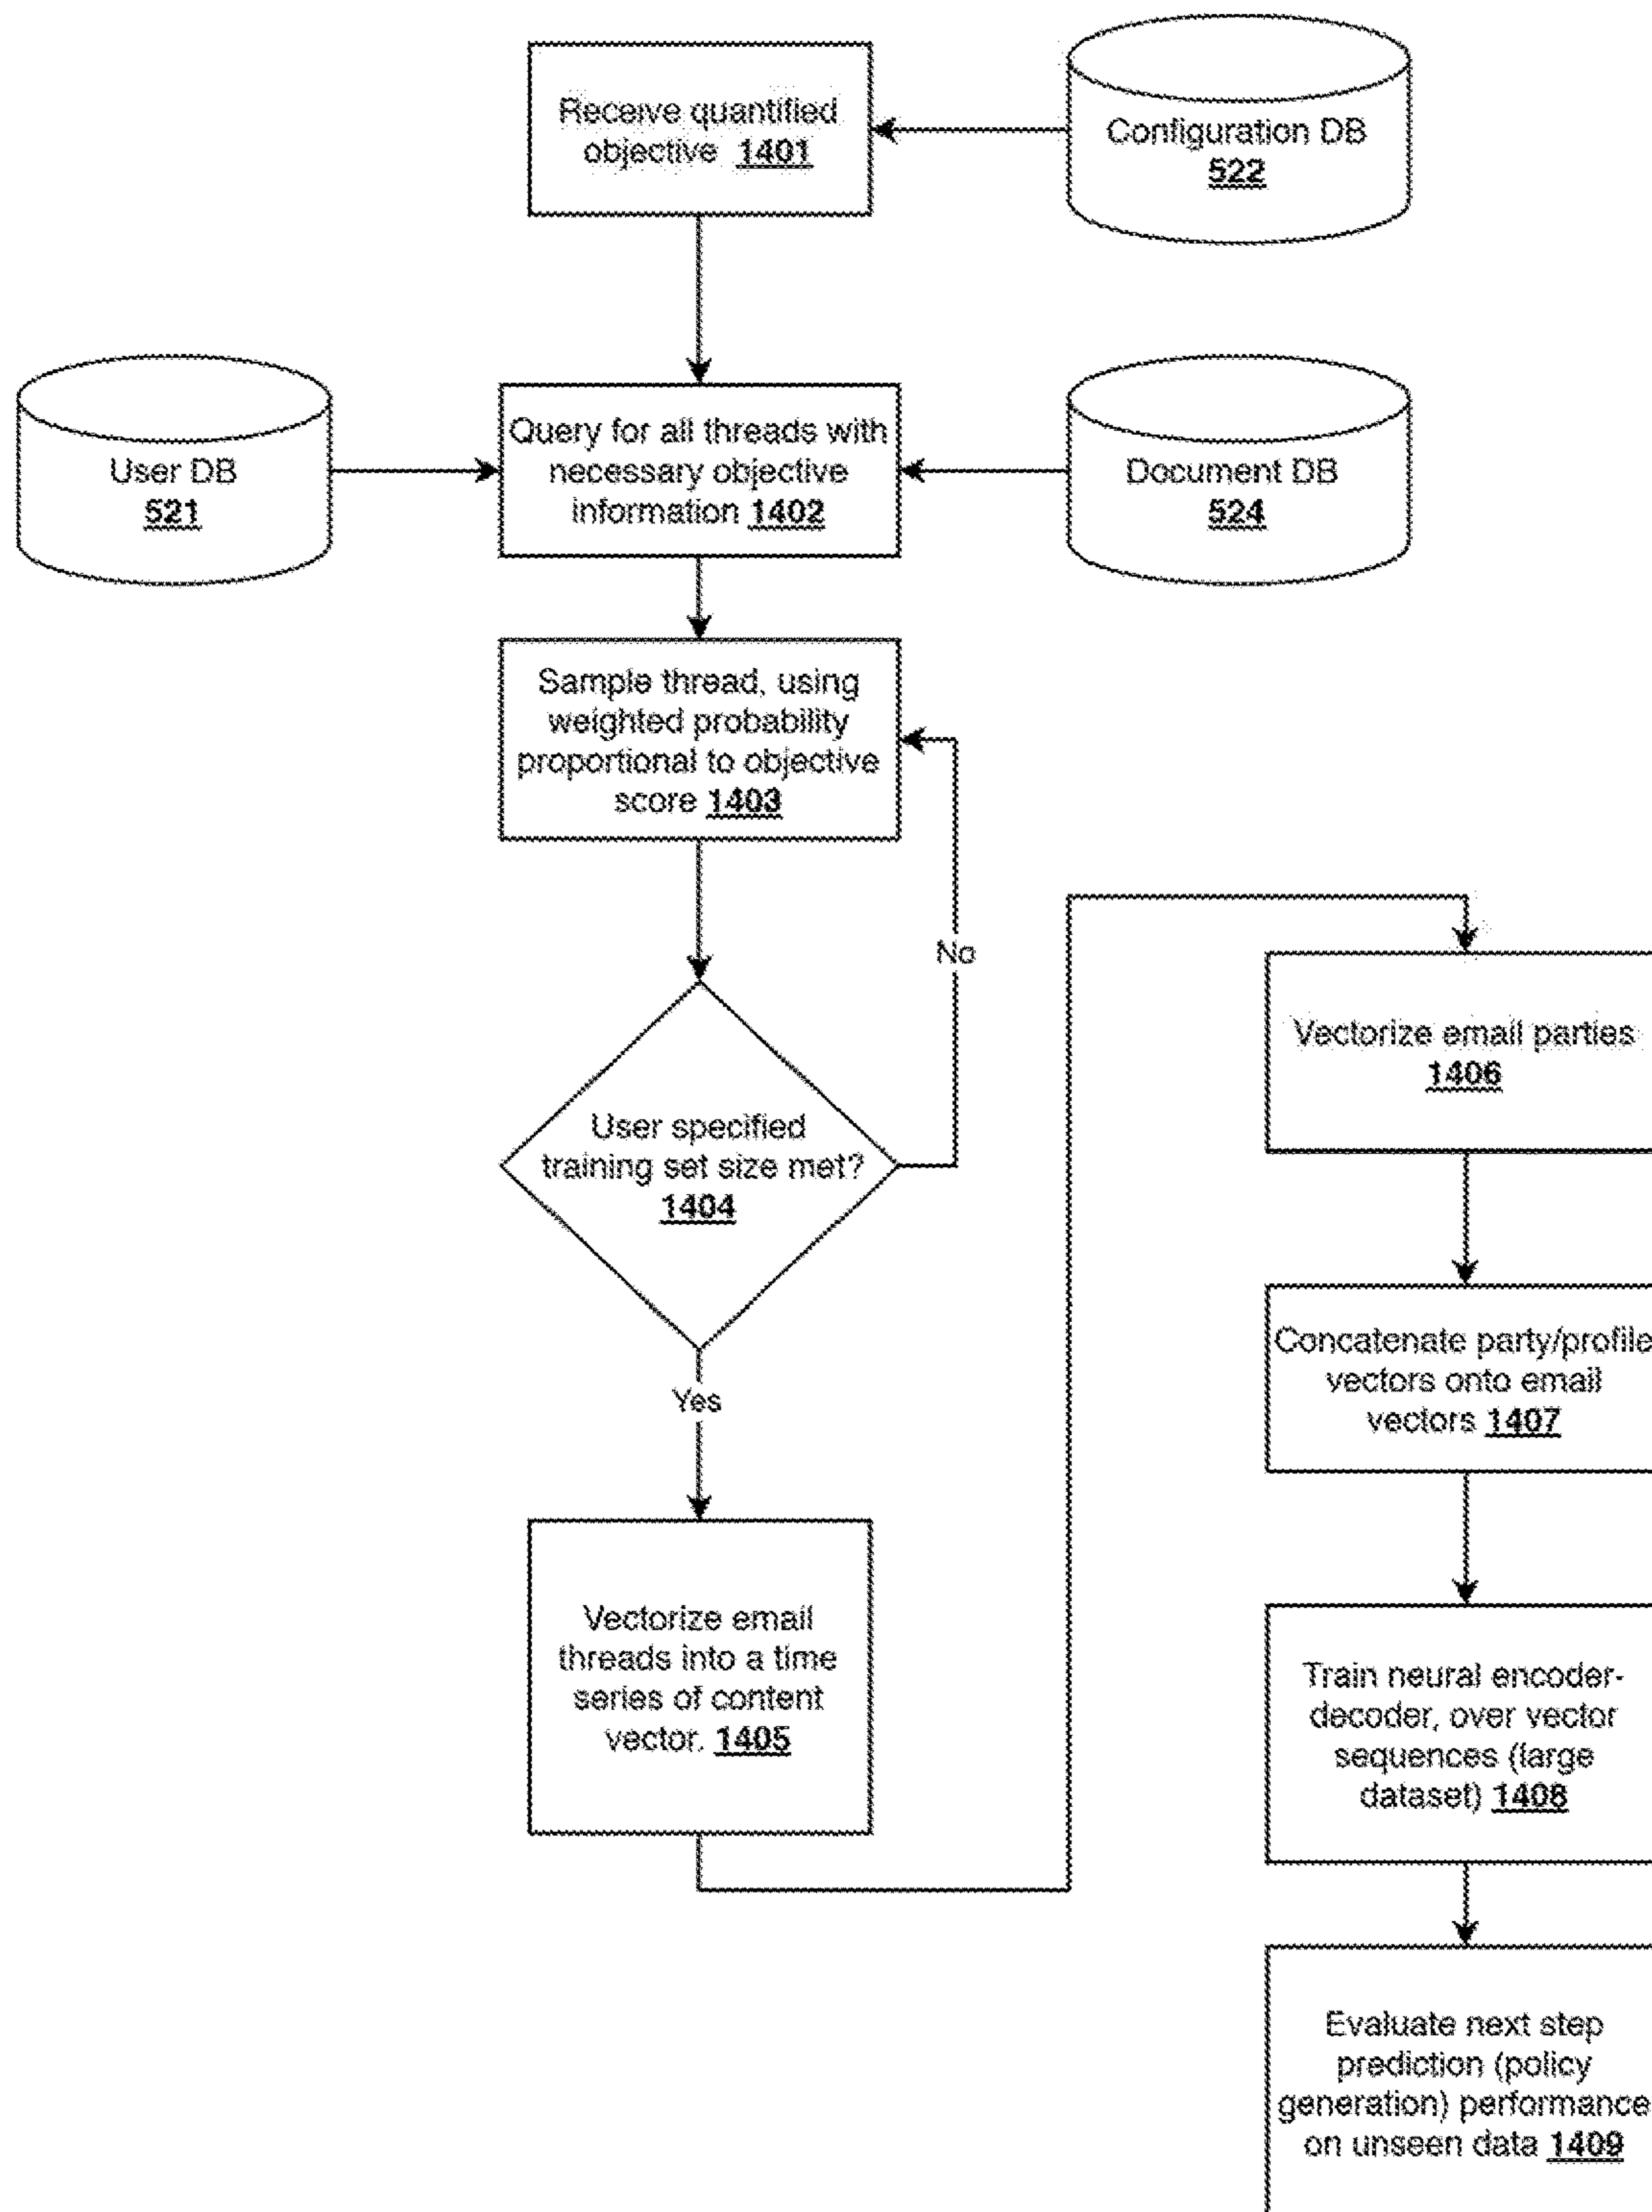 Receive quantified
objective 1401
Configuration DB
522
User DB
521
Query for all threads with
necessary objective
information 1402
Document DB
524
Sample thread, using
weighted probability
proportional to objective
score 1403
No
User specified
training set size met?
1404
Yes
Vectorize email
threads into a time
series of content
vector. 1405
Vectorize email parties
1406
Concatenate party/profile
vectors onto email
vectors 1407
Train neural encoder-
decoder, over vector
sequences (large
dataset) 1408
Evaluate next step
prediction (policy
generation) performance
on unseen data 1409